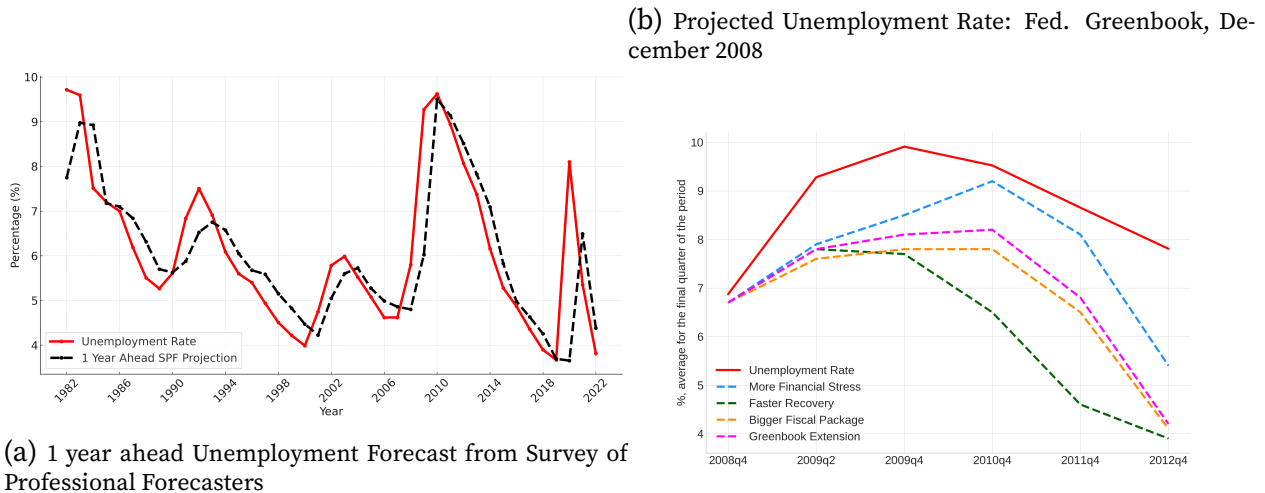 (b) Projected Unemployment Rate: Fed. Greenbook, De-
cember 2008
10
9
8
7
6
5
4
Percentage (%)
Unemployment Rate
1 Year Ahead SPF Projection
1982
1986
1990
1994
1998
2002
2006
2010
2014
2018
2022
Year
(a) 1 year ahead Unemployment Forecast from Survey of
Professional Forecasters
10
9
8
7
6
5
4
%, average for the final quarter of the period
Unemployment Rate
More Financial Stress
Faster Recovery
Bigger Fiscal Package
Greenbook Extension
2008q4
2009q2
2009q4
2010q4
2011q4
2012q4